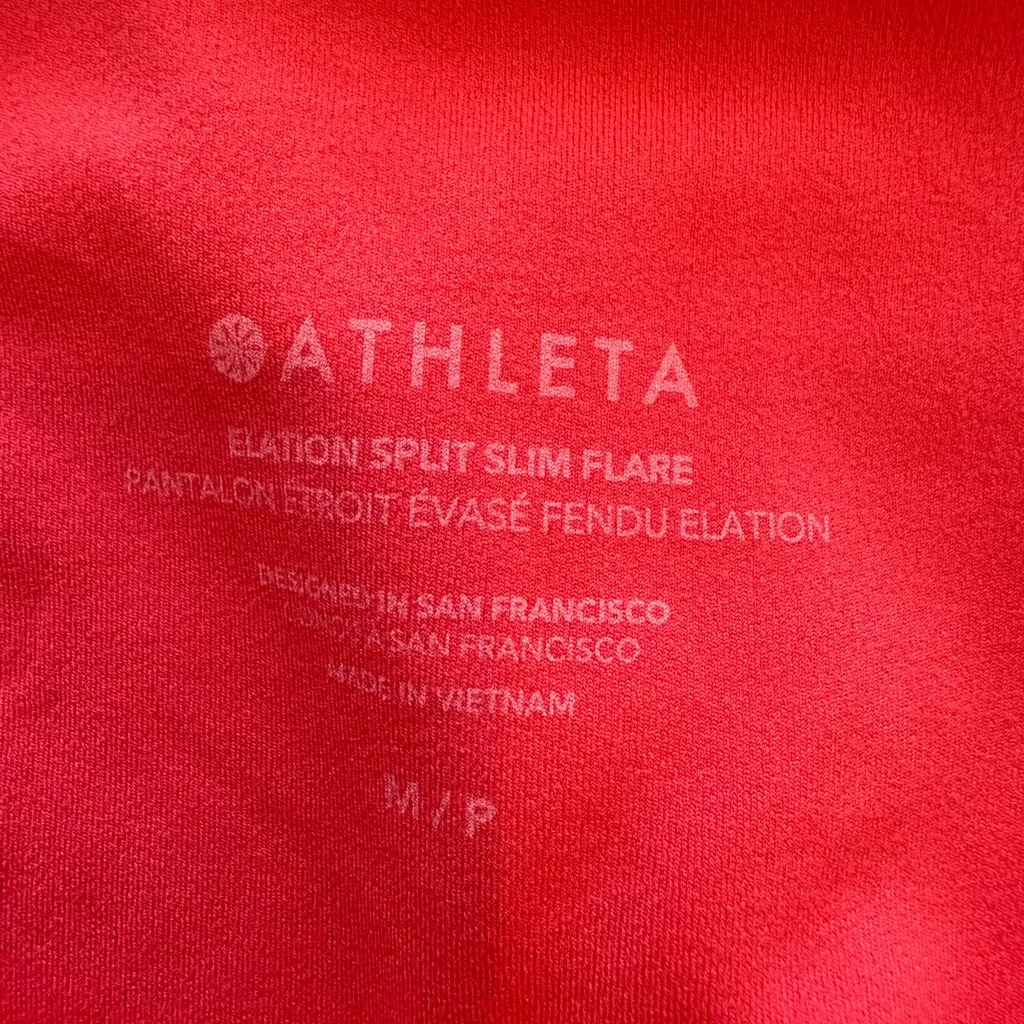 ATHLETA
ELATION SPLIT SLIM FLARE
PANTALON ÉTROIT ÉVASÉ FENDU ELATION
DESIGNED IN SAN FRANCISCO
À SAN FRANCISCO
MADE IN VIETNAM
M / P